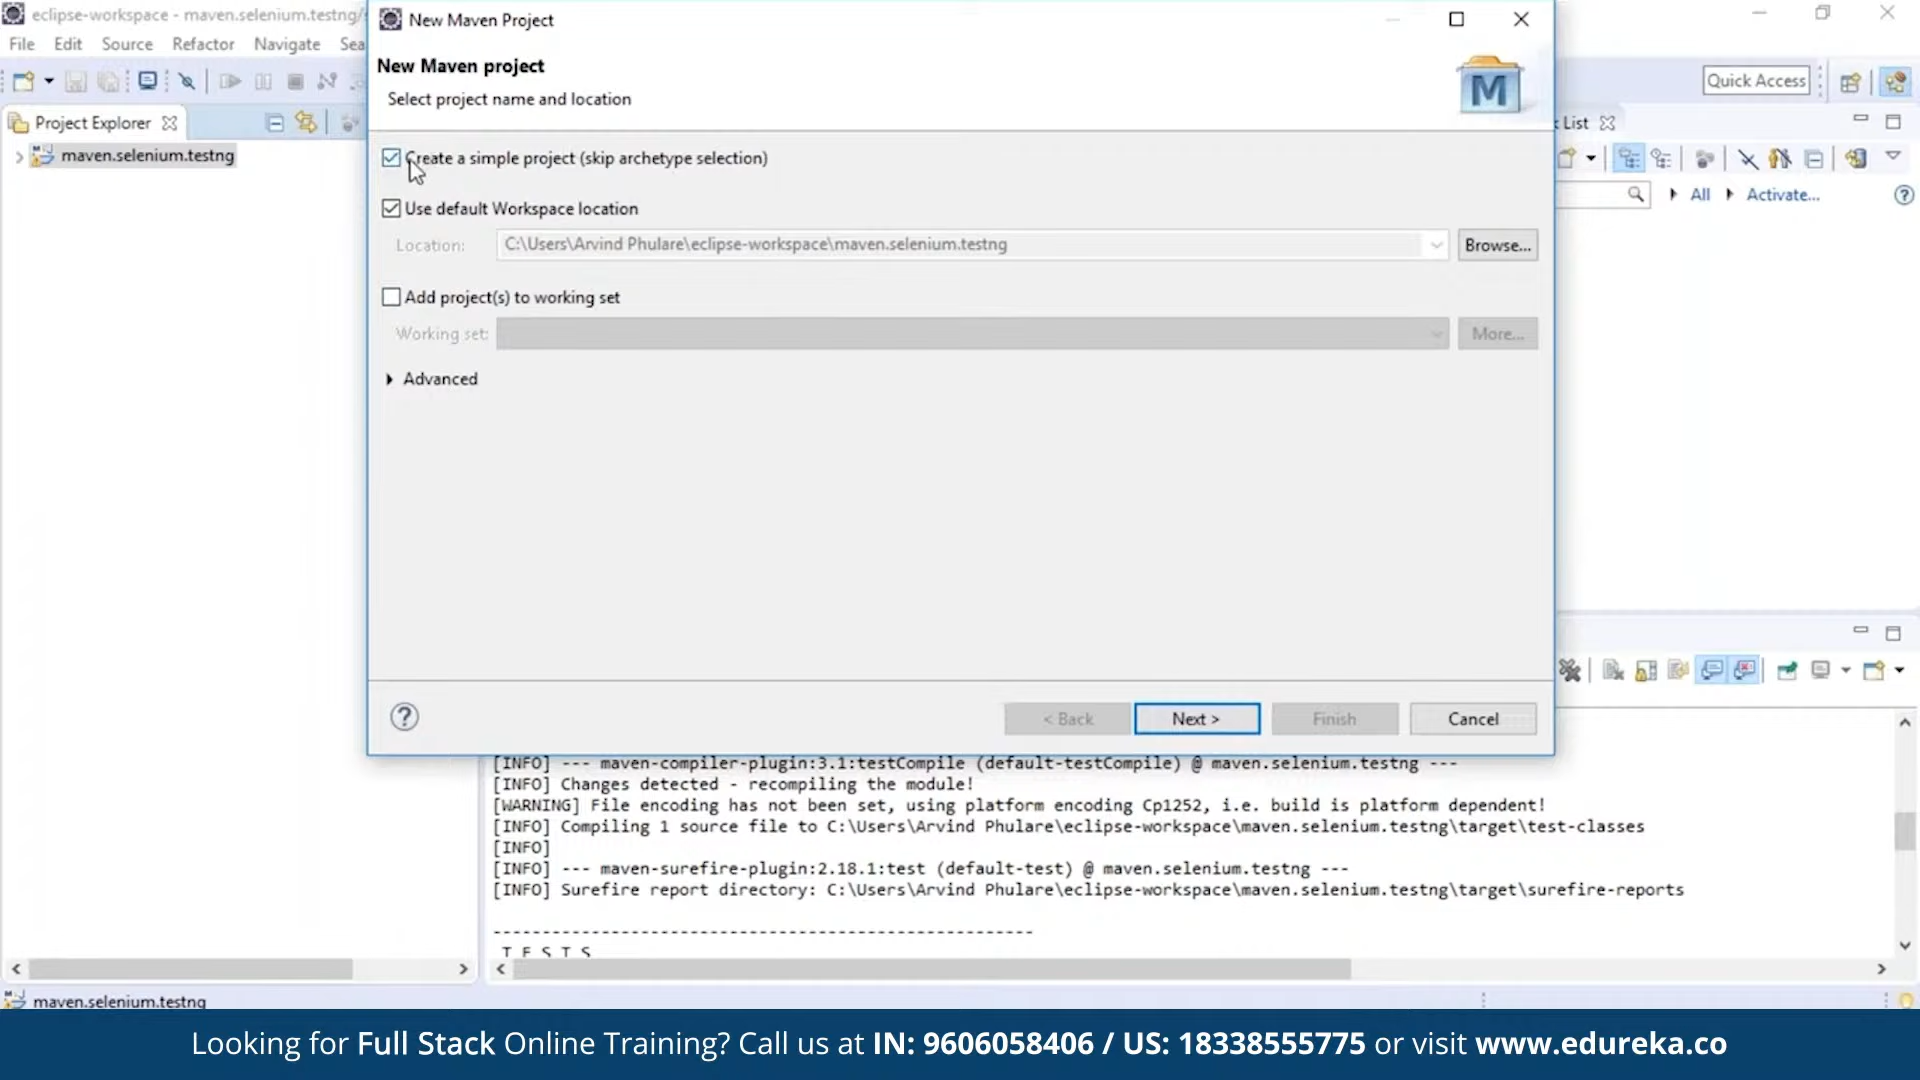 eclipse-workspace - maven.selenium.testng/
New Maven Project
File Edit Source Refactor Navigate Sea
New Maven project
Select project name and location
M
Quick Access
Project Explorer
List
maven.selenium.testng
Create a simple project (skip archetype selection)
All Activate...
Use default Workspace location
Location: C:\Users\Arvind Phulare\eclipse-workspace\maven.selenium.testng Browse...
Add project(s) to working set
Working set: More...
Advanced
< Back Next > Finish Cancel
[INFO] --- maven-compiler-plugin:3.1:testCompile (default-testCompile) @ maven.selenium.testng ---
[INFO] Changes detected - recompiling the module!
[WARNING] File encoding has not been set, using platform encoding Cp1252, i.e. build is platform dependent!
[INFO] Compiling 1 source file to C:\Users\Arvind Phulare\eclipse-workspace\maven.selenium.testng\target\test-classes
[INFO]
[INFO] --- maven-surefire-plugin:2.18.1:test (default-test) @ maven.selenium.testng ---
[INFO] Surefire report directory: C:\Users\Arvind Phulare\eclipse-workspace\maven.selenium.testng\target\surefire-reports
-------------------------------------------------------
T E S T S
maven.selenium.testng
Looking for Full Stack Online Training? Call us at IN: 9606058406 / US: 18338555775 or visit www.edureka.co